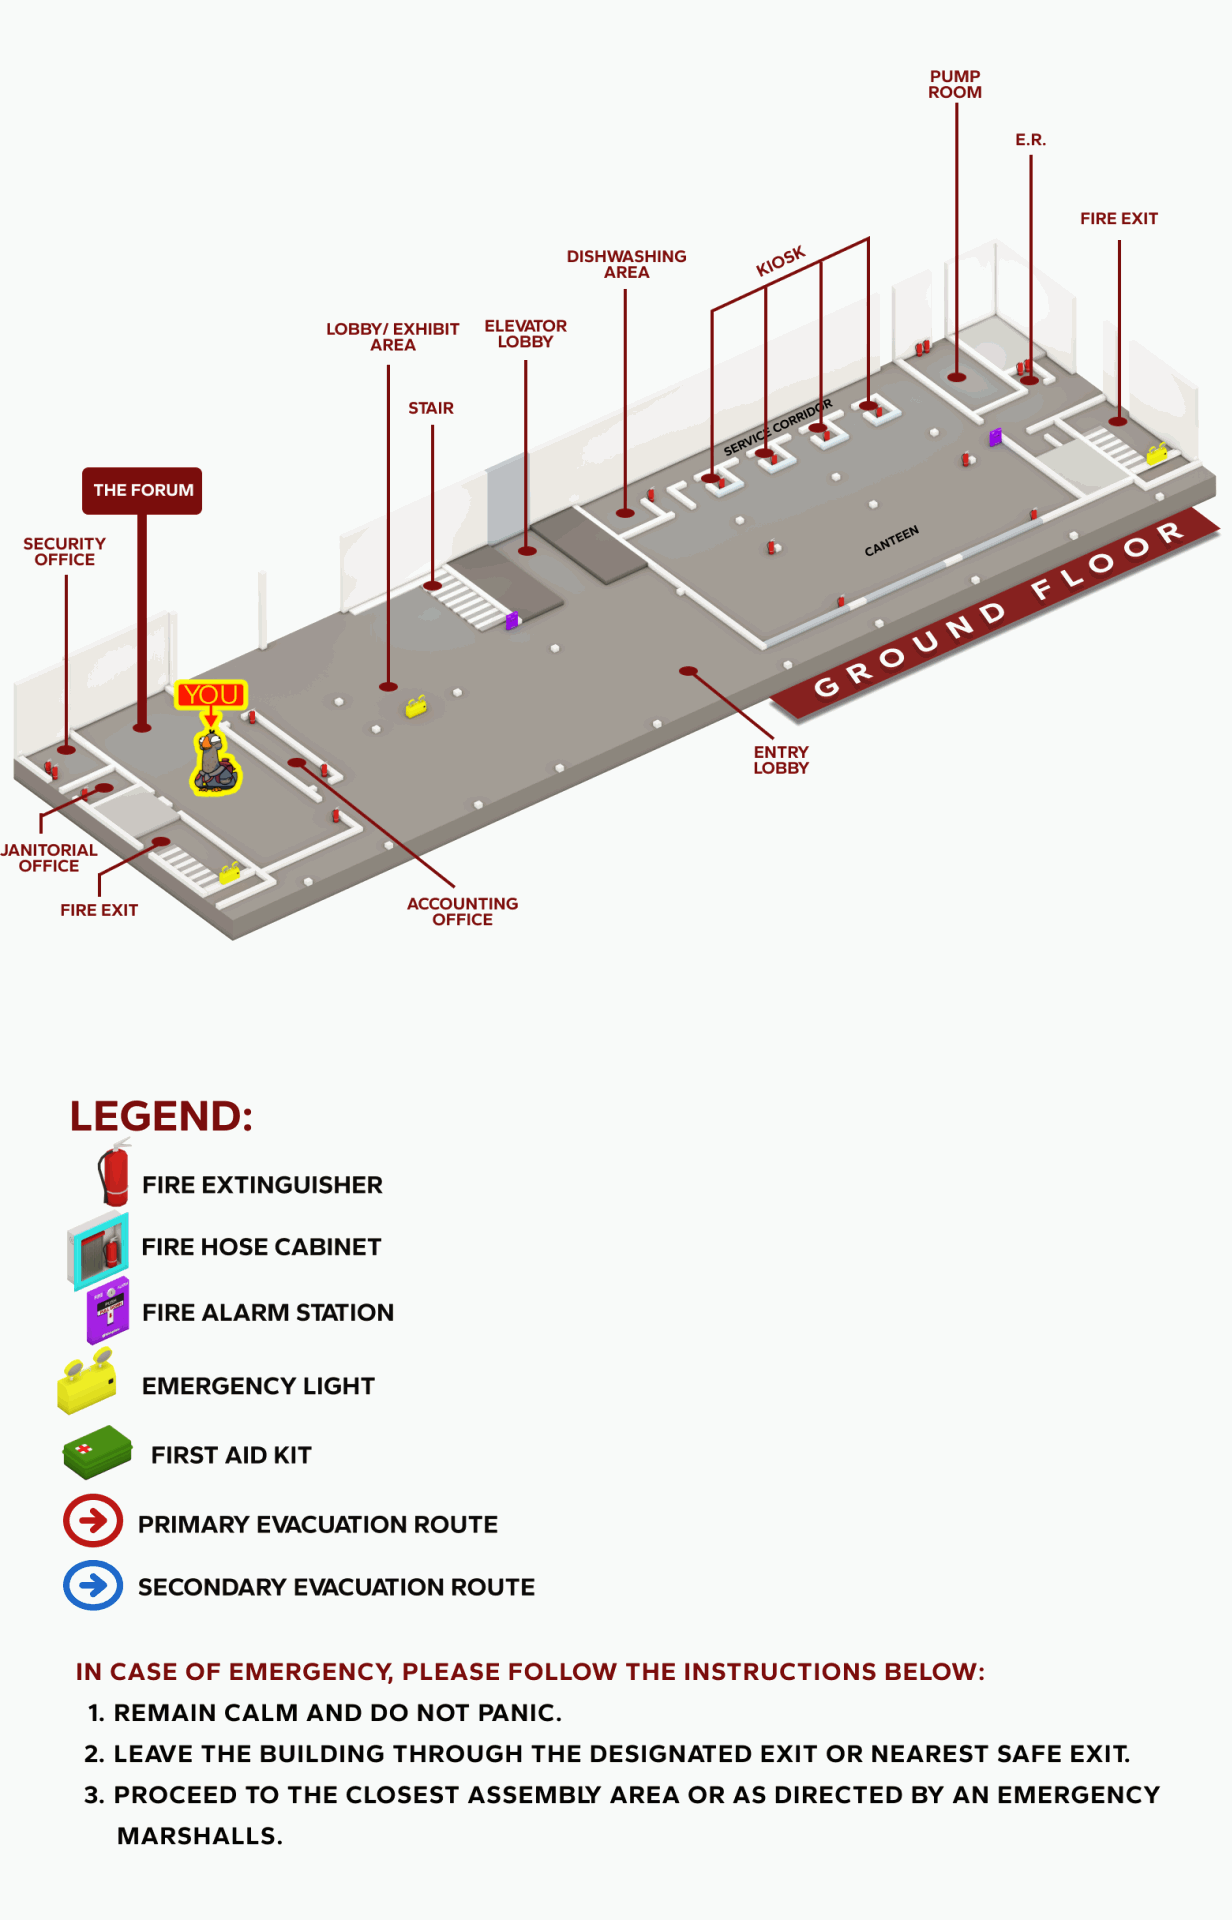 PUMP
ROOM
E.R.
FIRE EXIT
KIOSK
DISHWASHING
AREA
LOBBY/ EXHIBIT
AREA
ELEVATOR
LOBBY
STAIR
SERVICE CORRIDOR
THE FORUM
SECURITY
OFFICE
CANTEEN
GROUND FLOOR
YOU
ENTRY
LOBBY
JANITORIAL
OFFICE
FIRE EXIT
ACCOUNTING
OFFICE
LEGEND:
FIRE EXTINGUISHER
FIRE HOSE CABINET
FIRE ALARM STATION
EMERGENCY LIGHT
FIRST AID KIT
PRIMARY EVACUATION ROUTE
SECONDARY EVACUATION ROUTE
IN CASE OF EMERGENCY, PLEASE FOLLOW THE INSTRUCTIONS BELOW:
1. REMAIN CALM AND DO NOT PANIC.
2. LEAVE THE BUILDING THROUGH THE DESIGNATED EXIT OR NEAREST SAFE EXIT.
3. PROCEED TO THE CLOSEST ASSEMBLY AREA OR AS DIRECTED BY AN EMERGENCY
MARSHALLS.